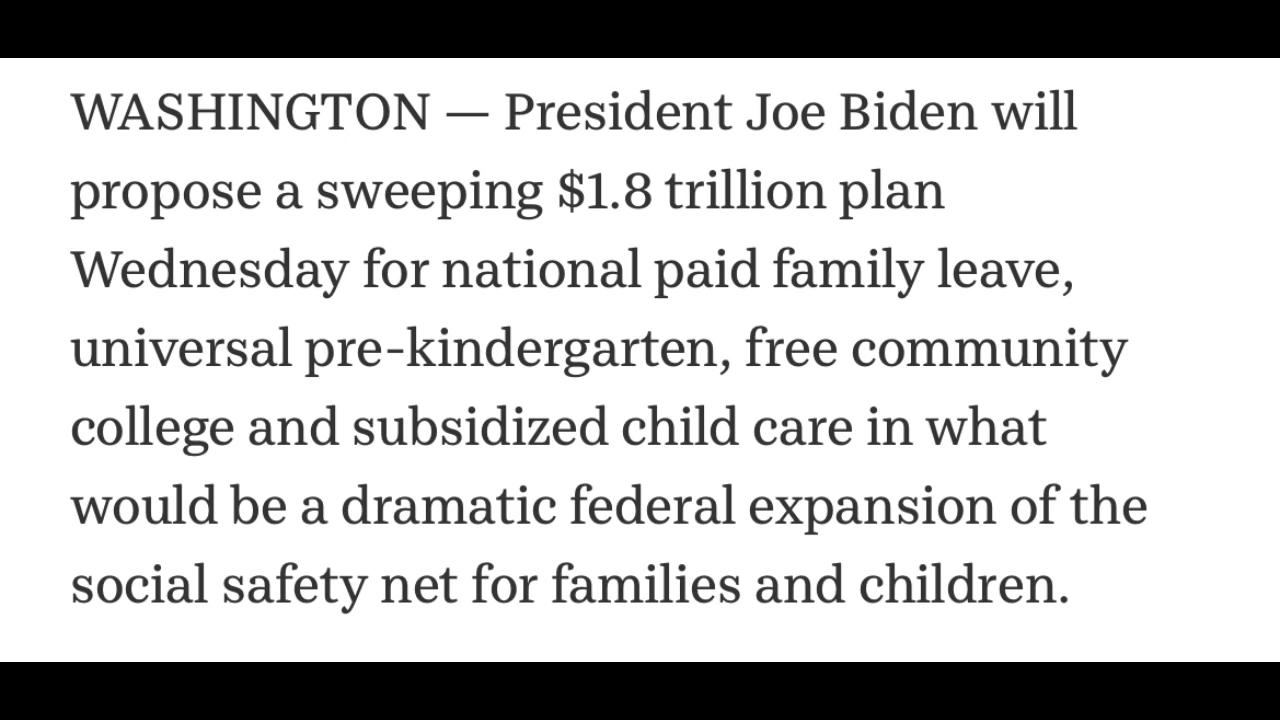 WASHINGTON — President Joe Biden will
propose a sweeping $1.8 trillion plan
Wednesday for national paid family leave,
universal pre-kindergarten, free community
college and subsidized child care in what
would be a dramatic federal expansion of the
social safety net for families and children.